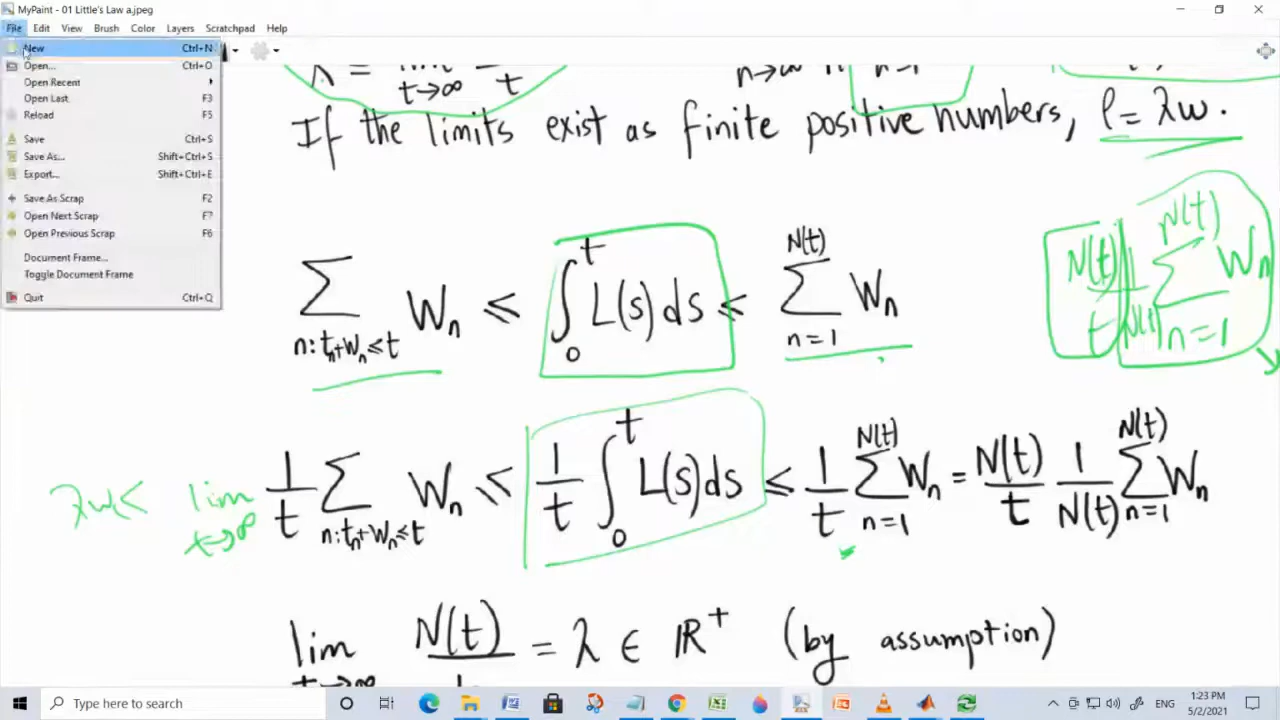 MyPaint - 01 Little's Law a.jpeg
File Edit View Brush Color Layers Scratchpad Help
New Ctrl+N
Open... Ctrl+O
Open Recent
Open Last F3
Reload F5
Save Ctrl+S
Save As... Shift+Ctrl+S
Export... Shift+Ctrl+E
Save As Scrap F2
Open Next Scrap F7
Open Previous Scrap F6
Document Frame...
Toggle Document Frame
Quit Ctrl+Q
t→∞ t n→∞ n=1
If the limits exist as finite positive numbers, l = λw.
∑_{n: t_n+W_n≤t} W_n ≤ ∫_0^t L(s) ds ≤ ∑_{n=1}^{N(t)} W_n
N(t)/t 1/N(t) ∑_{n=1}^{N(t)} W_n
λw ≤ lim_{t→∞} 1/t ∑_{n: t_n+W_n≤t} W_n ≤ 1/t ∫_0^t L(s) ds ≤ 1/t ∑_{n=1}^{N(t)} W_n = N(t)/t 1/N(t) ∑_{n=1}^{N(t)} W_n
lim_{t→∞} N(t)/t = λ ∈ ℝ⁺ (by assumption)
Type here to search
ENG
1:23 PM
5/2/2021